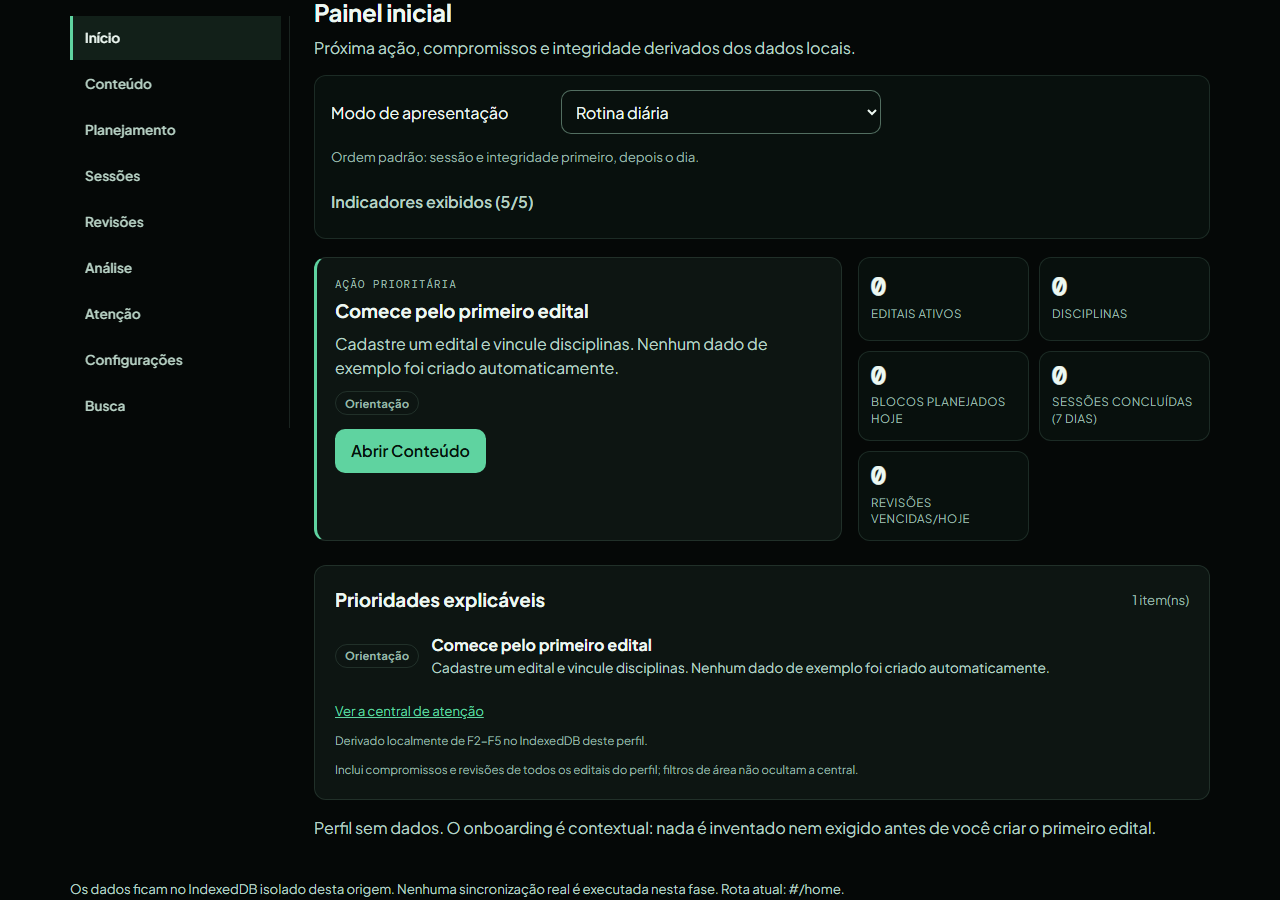 Início
Conteúdo
Planejamento
Sessões
Revisões
Análise
Atenção
Configurações
Busca
Painel inicial
Próxima ação, compromissos e integridade derivados dos dados locais.
Modo de apresentação
Rotina diária
Ordem padrão: sessão e integridade primeiro, depois o dia.
Indicadores exibidos (5/5)
AÇÃO PRIORITÁRIA
Comece pelo primeiro edital
Cadastre um edital e vincule disciplinas. Nenhum dado de
exemplo foi criado automaticamente.
Orientação
Abrir Conteúdo
0
EDITAIS ATIVOS
0
DISCIPLINAS
0
BLOCOS PLANEJADOS
HOJE
0
SESSÕES CONCLUÍDAS
(7 DIAS)
0
REVISÕES
VENCIDAS/HOJE
Prioridades explicáveis
1 item(ns)
Orientação
Comece pelo primeiro edital
Cadastre um edital e vincule disciplinas. Nenhum dado de exemplo foi criado automaticamente.
Ver a central de atenção
Derivado localmente de F2–F5 no IndexedDB deste perfil.
Inclui compromissos e revisões de todos os editais do perfil; filtros de área não ocultam a central.
Perfil sem dados. O onboarding é contextual: nada é inventado nem exigido antes de você criar o primeiro edital.
Os dados ficam no IndexedDB isolado desta origem. Nenhuma sincronização real é executada nesta fase. Rota atual: #/home.